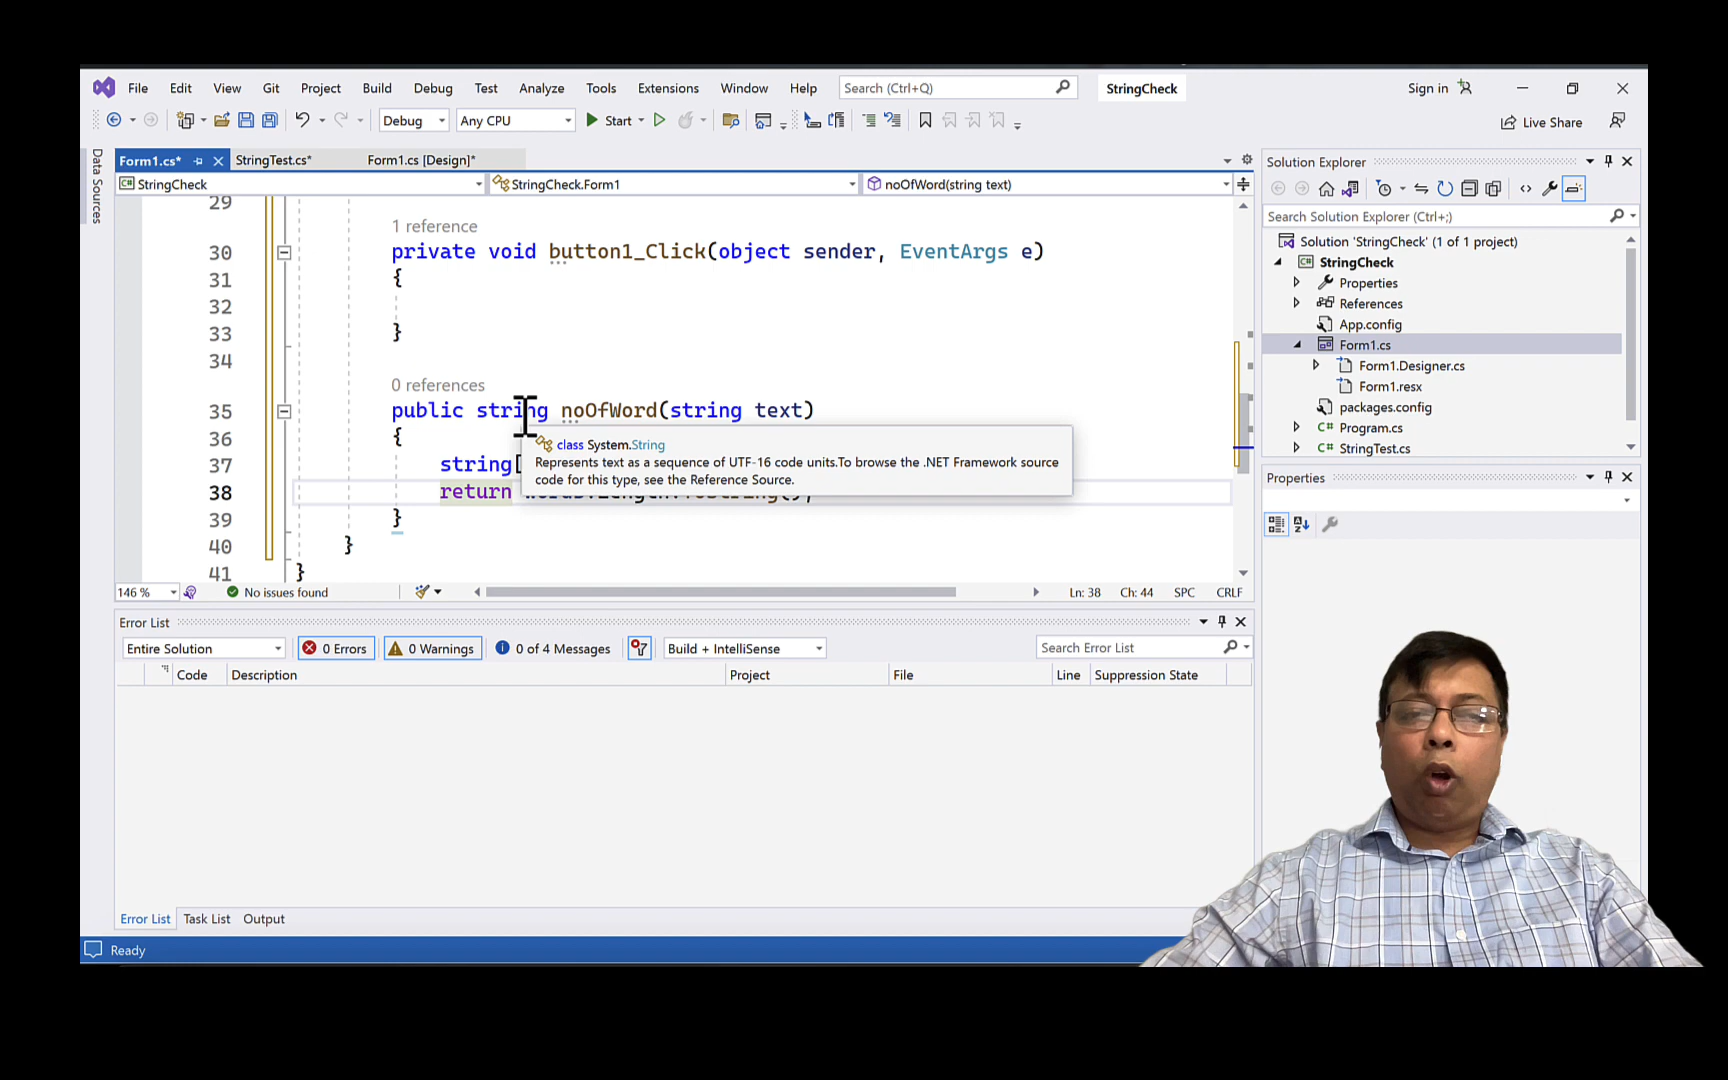 File Edit View Git Project Build Debug Test Analyze Tools Extensions Window Help Search (Ctrl+Q) StringCheck Sign in
Debug Any CPU Start Live Share
Data Sources
Form1.cs* StringTest.cs* Form1.cs [Design]*
StringCheck StringCheck.Form1 noOfWord(string text)
29
1 reference
30 private void button1_Click(object sender, EventArgs e)
31 {
32
33 }
34
0 references
35 public string noOfWord(string text)
36 {
class System.String
Represents text as a sequence of UTF-16 code units.To browse the .NET Framework source
code for this type, see the Reference Source.
37 string[
38 return
39 }
40 }
41 }
146 % No issues found Ln: 38 Ch: 44 SPC CRLF
Error List
Entire Solution 0 Errors 0 Warnings 0 of 4 Messages Build + IntelliSense Search Error List
Code Description Project File Line Suppression State
Error List Task List Output
Ready
Solution Explorer
Search Solution Explorer (Ctrl+;)
Solution 'StringCheck' (1 of 1 project)
StringCheck
Properties
References
App.config
Form1.cs
Form1.Designer.cs
Form1.resx
packages.config
Program.cs
StringTest.cs
Properties